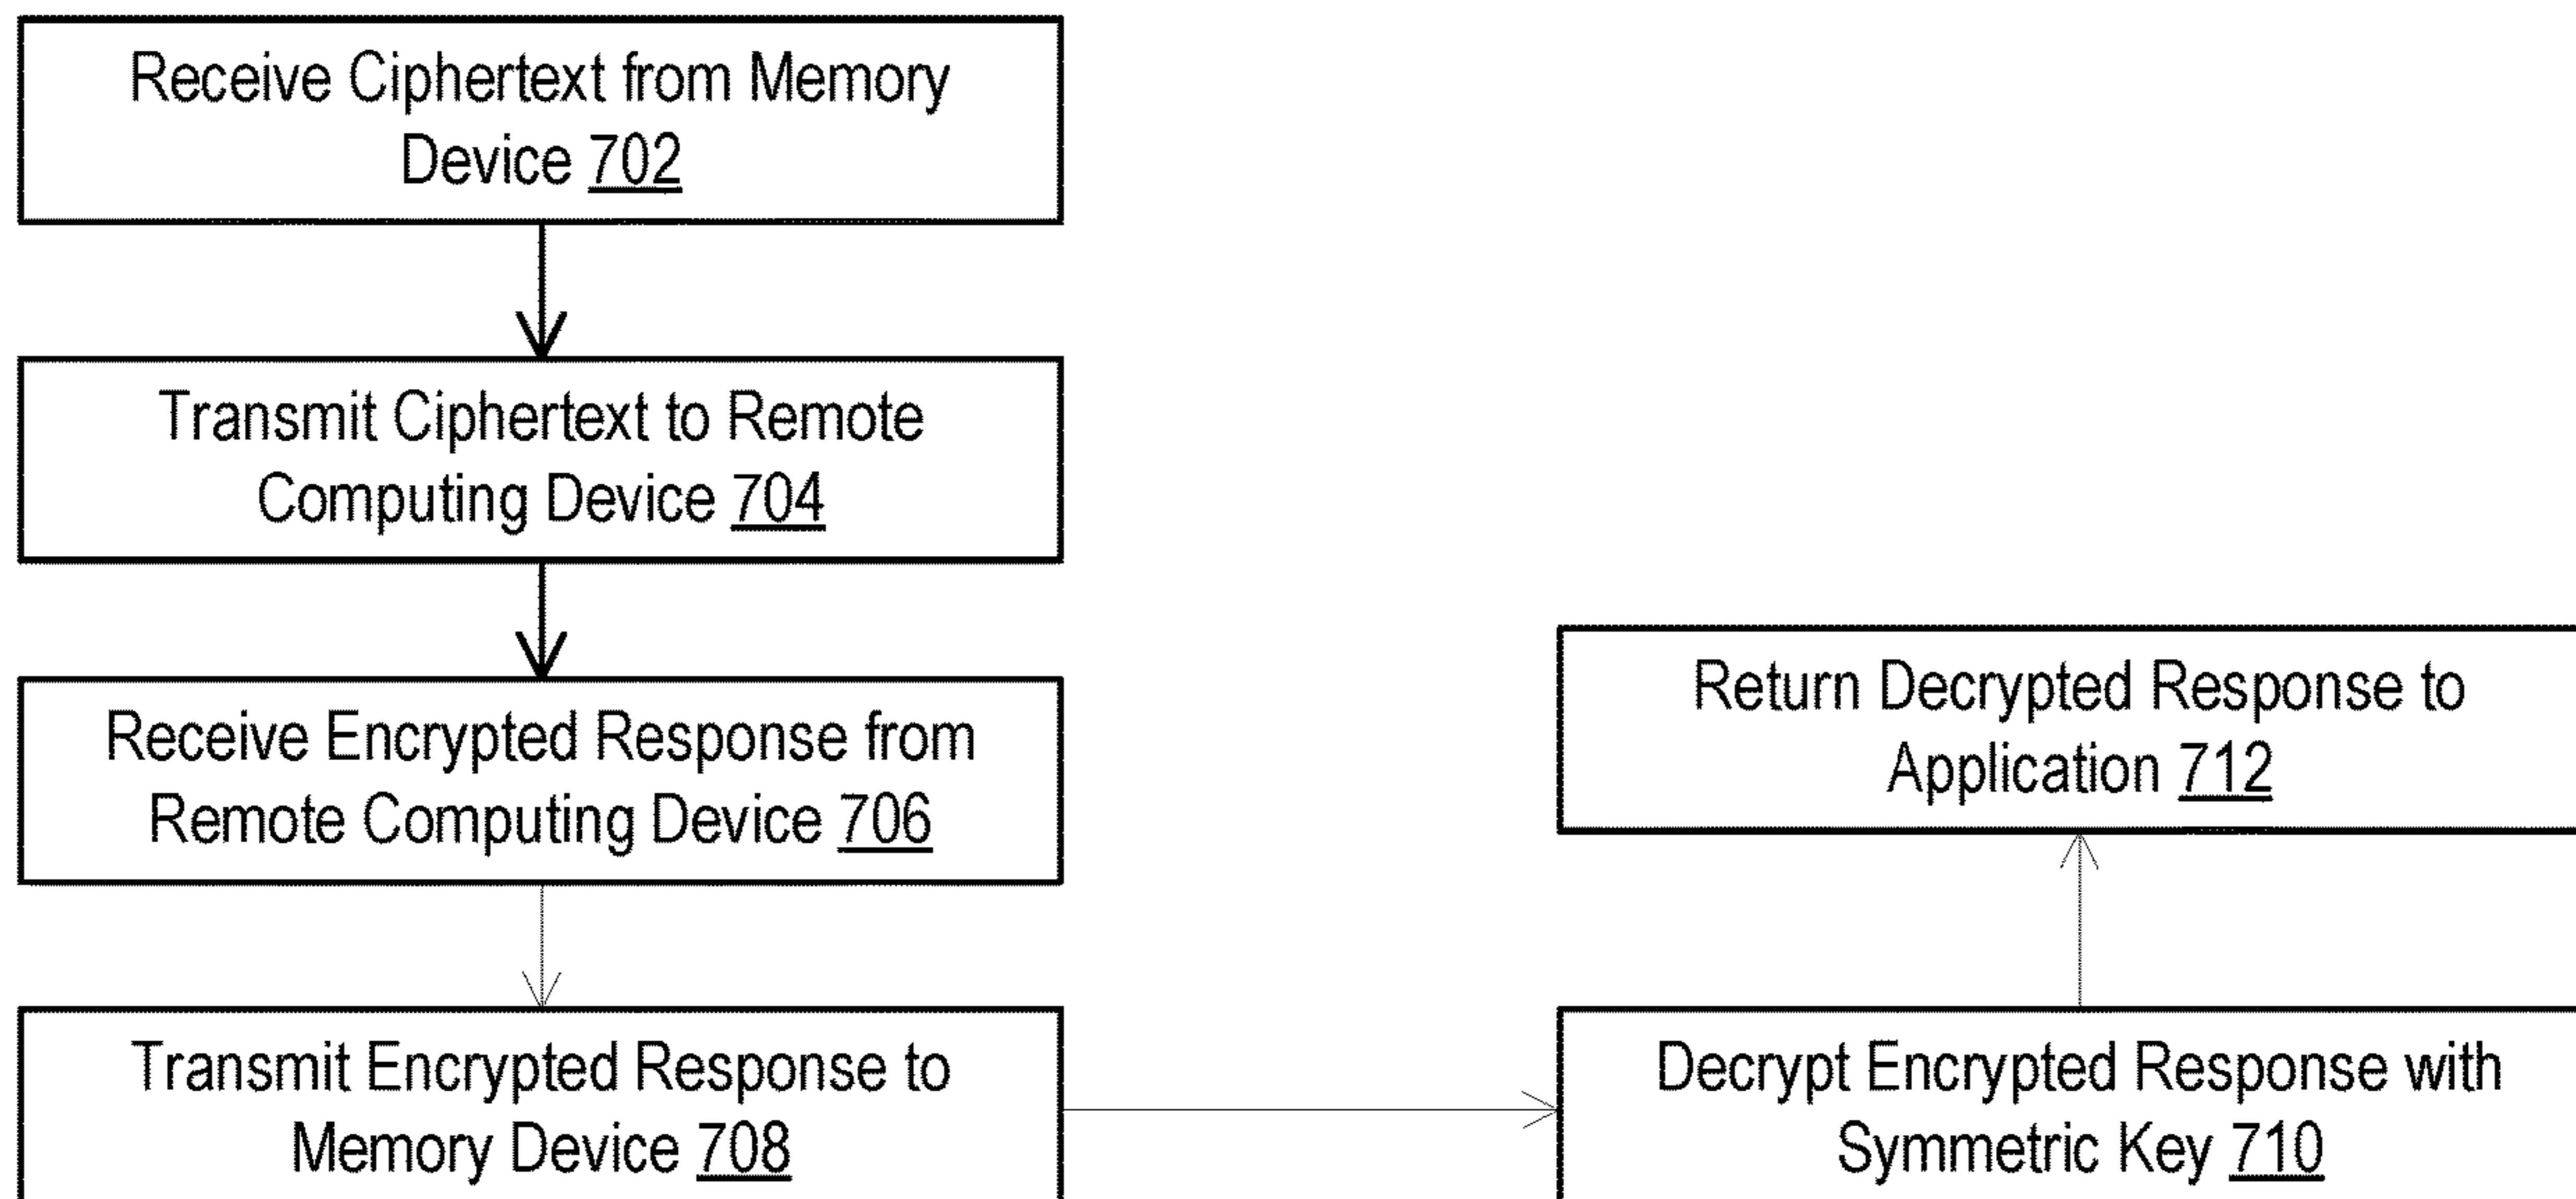 Receive Ciphertext from Memory
Device 702
Transmit Ciphertext to Remote
Computing Device 704
Receive Encrypted Response from
Remote Computing Device 706
Transmit Encrypted Response to
Memory Device 708
Decrypt Encrypted Response with
Symmetric Key 710
Return Decrypted Response to
Application 712